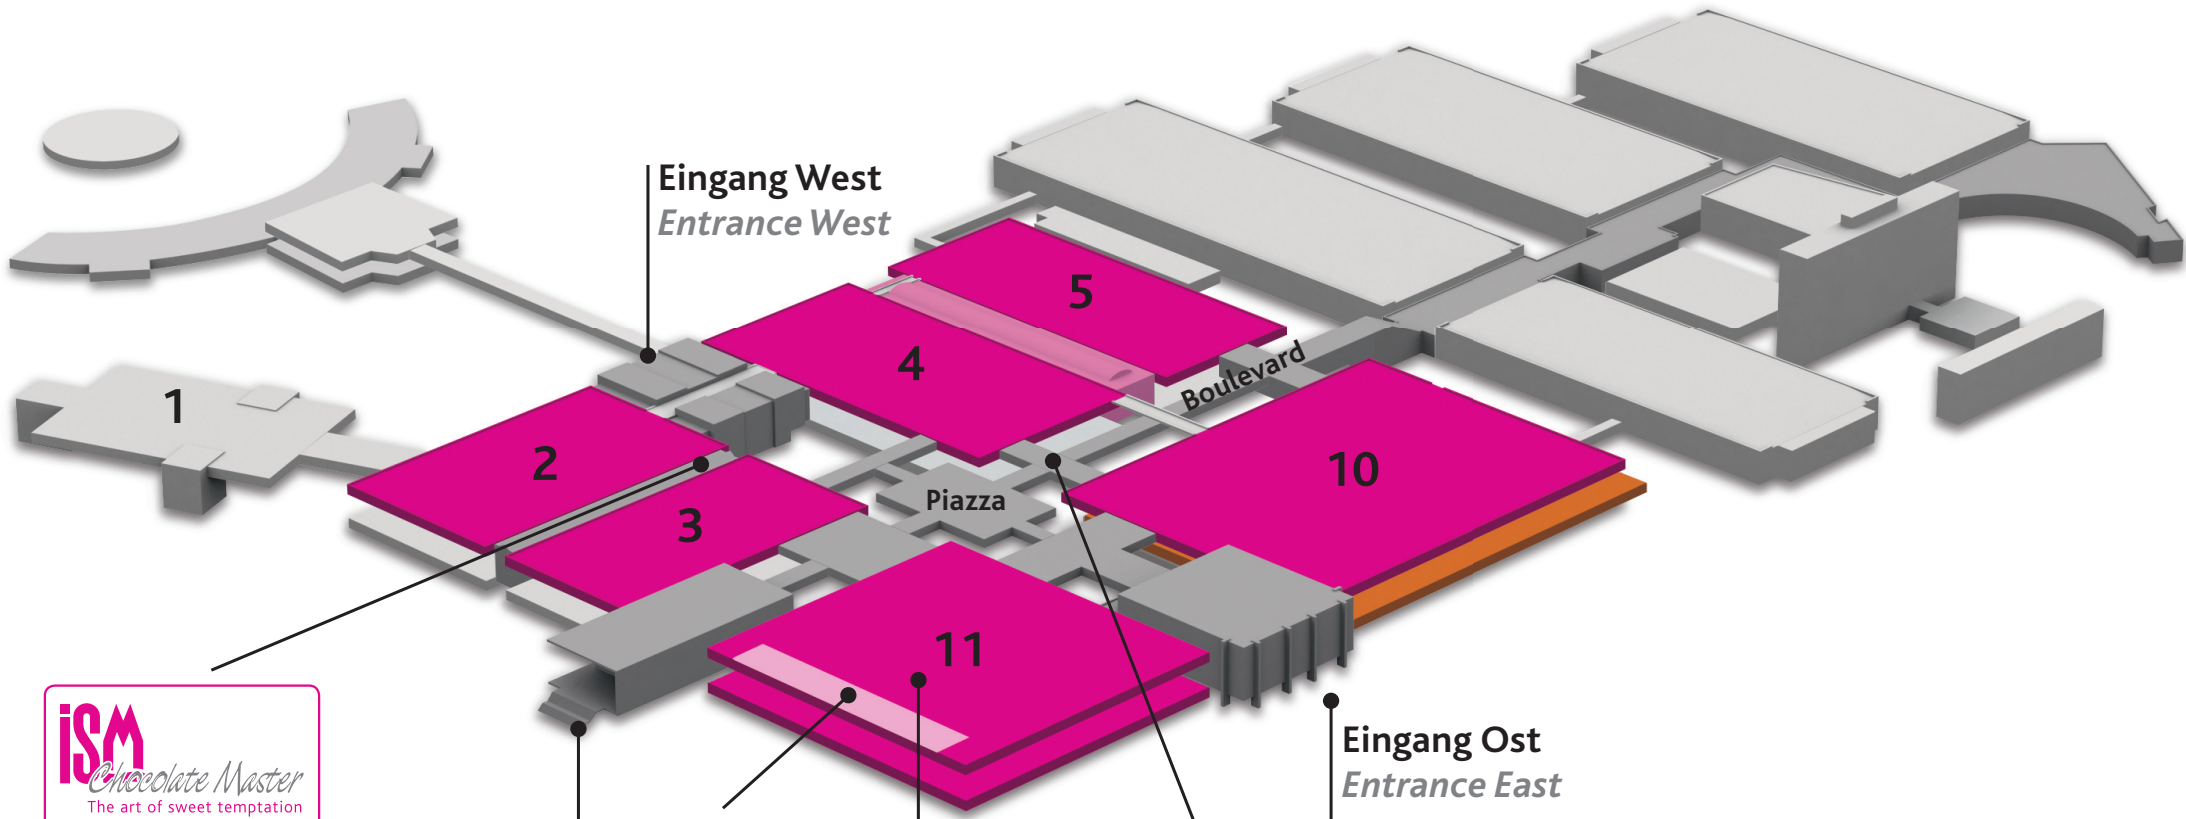 Eingang West
Entrance West
5
4
Boulevard
1
2
10
3
Piazza
11
Eingang Ost
Entrance East
ISM
Chocolate Master
The art of sweet temptation